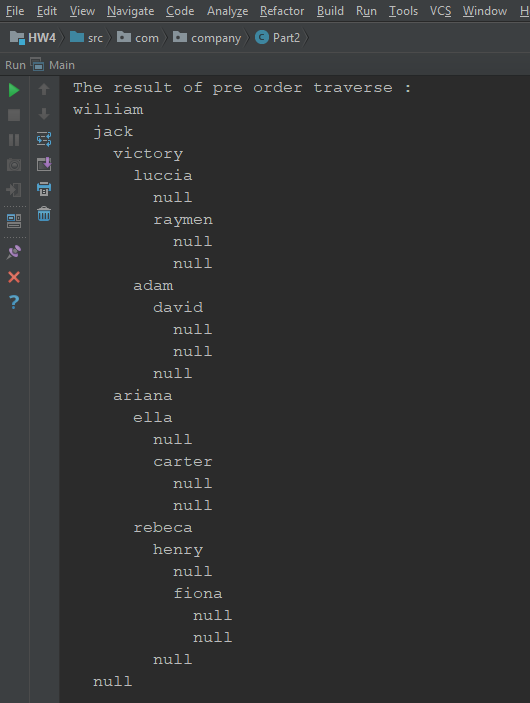 File Edit View Navigate Code Analyze Refactor Build Run Tools VCS Window H
HW4 src com company Part2
Run Main
The result of pre order traverse :
william
jack
victory
luccia
null
raymen
null
null
adam
david
null
null
null
ariana
ella
null
carter
null
null
rebeca
henry
null
fiona
null
null
null
null